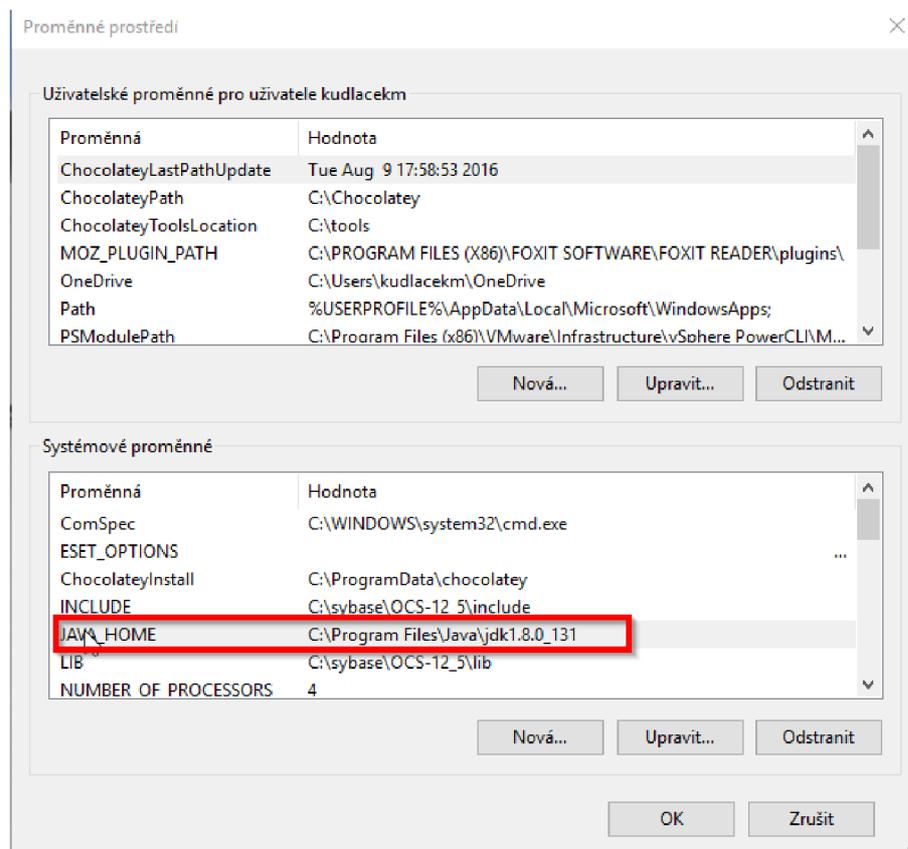 Proměnné prostředí
Uživatelské proměnné pro uživatele kudlacekm
Proměnná Hodnota
ChocolateyLastPathUpdate Tue Aug 9 17:58:53 2016
ChocolateyPath C:\Chocolatey
ChocolateyToolsLocation C:\tools
MOZ_PLUGIN_PATH C:\PROGRAM FILES (X86)\FOXIT SOFTWARE\FOXIT READER\plugins\
OneDrive C:\Users\kudlacekm\OneDrive
Path %USERPROFILE%\AppData\Local\Microsoft\WindowsApps;
PSModulePath C:\Program Files (x86)\VMware\Infrastructure\vSphere PowerCLI\M...
Nová... Upravit... Odstranit
Systémové proměnné
Proměnná Hodnota
ComSpec C:\WINDOWS\system32\cmd.exe
ESET_OPTIONS ...
ChocolateyInstall C:\ProgramData\chocolatey
INCLUDE C:\sybase\OCS-12_5\include
JAVA_HOME C:\Program Files\Java\jdk1.8.0_131
LIB C:\sybase\OCS-12_5\lib
NUMBER_OF_PROCESSORS 4
Nová... Upravit... Odstranit
OK Zrušit